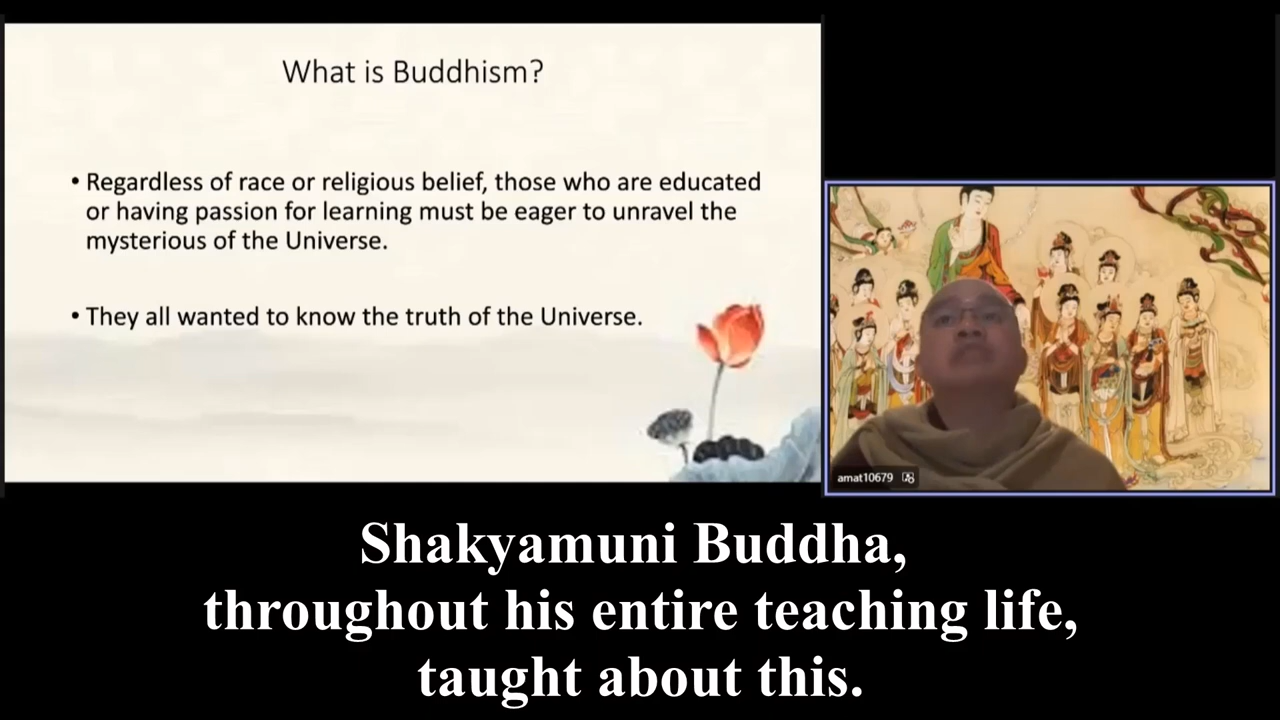 What is Buddhism?
• Regardless of race or religious belief, those who are educated
or having passion for learning must be eager to unravel the
mysterious of the Universe.
• They all wanted to know the truth of the Universe.
amat10679
Shakyamuni Buddha,
throughout his entire teaching life,
taught about this.